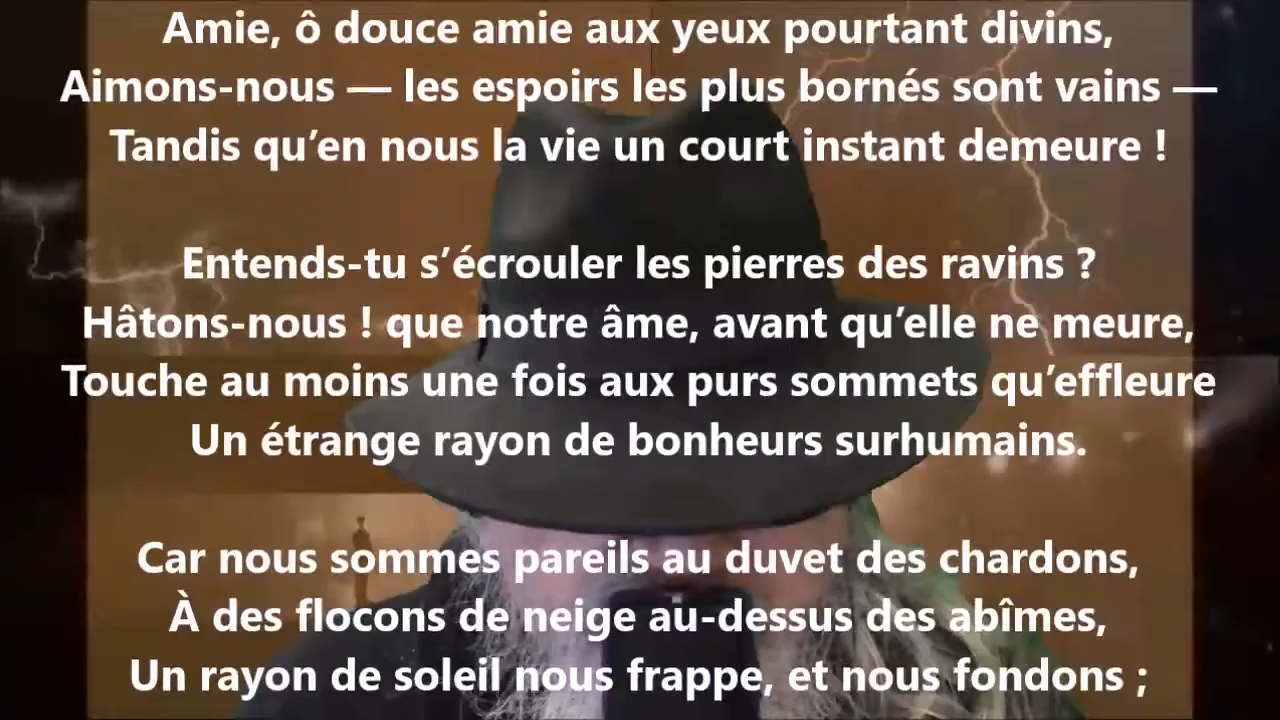 Amie, ô douce amie aux yeux pourtant divins,
Aimons-nous — les espoirs les plus bornés sont vains —
Tandis qu’en nous la vie un court instant demeure !
Entends-tu s’écrouler les pierres des ravins ?
Hâtons-nous ! que notre âme, avant qu’elle ne meure,
Touche au moins une fois aux purs sommets qu’effleure
Un étrange rayon de bonheurs surhumains.
Car nous sommes pareils au duvet des chardons,
À des flocons de neige au-dessus des abîmes,
Un rayon de soleil nous frappe, et nous fondons ;